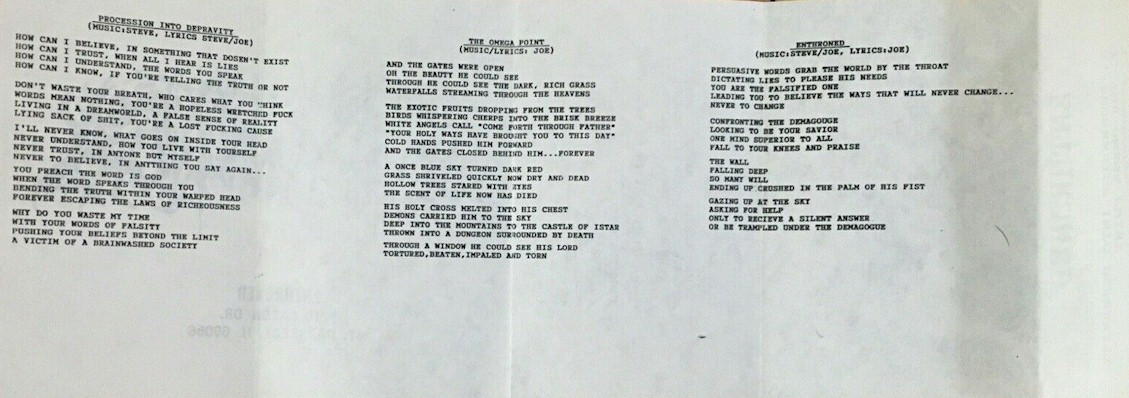 PROCESSION INTO DEPRAVITY
(MUSIC:STEVE, LYRICS STEVE/JOE)
HOW CAN I BELIEVE, IN SOMETHING THAT DOSEN'T EXIST
HOW CAN I TRUST, WHEN ALL I HEAR IS LIES
HOW CAN I UNDERSTAND, THE WORDS YOU SPEAK
HOW CAN I KNOW, IF YOU'RE TELLING THE TRUTH OR NOT
DON'T WASTE YOUR BREATH, WHO CARES WHAT YOU THINK
WORDS MEAN NOTHING, YOU'RE A HOPELESS WRETCHED FUCK
LIVING IN A DREAMWORLD, A FALSE SENSE OF REALITY
LYING SACK OF SHIT, YOU'RE A LOST FUCKING CAUSE
I'LL NEVER KNOW, WHAT GOES ON INSIDE YOUR HEAD
NEVER UNDERSTAND, HOW YOU LIVE WITH YOURSELF
NEVER TRUST, IN ANYONE BUT MYSELF
NEVER TO BELIEVE, IN ANYTHING YOU SAY AGAIN...
YOU PREACH THE WORD IS GOD
WHEN THE WORD SPEAKS THROUGH YOU
BENDING THE TRUTH WITHIN YOUR WARPED HEAD
FOREVER ESCAPING THE LAWS OF RICHEOUSNESS
WHY DO YOU WASTE MY TIME
WITH YOUR WORDS OF FALSITY
PUSHING YOUR BELIEFS BEYOND THE LIMIT
A VICTIM OF A BRAINWASHED SOCIETY
THE OMEGA POINT
(MUSIC/LYRICS: JOE)
AND THE GATES WERE OPEN
OH THE BEAUTY HE COULD SEE
THROUGH HE COULD SEE THE DARK, RICH GRASS
WATERFALLS STREAMING THROUGH THE HEAVENS
THE EXOTIC FRUITS DROPPING FROM THE TREES
BIRDS WHISPERING CHERPS INTO THE BRISK BREEZE
WHITE ANGELS CALL "COME FORTH THROUGH FATHER"
"YOUR HOLY WAYS HAVE BROUGHT YOU TO THIS DAY"
COLD HANDS PUSHED HIM FORWARD
AND THE GATES CLOSED BEHIND HIM...FOREVER
A ONCE BLUE SKY TURNED DARK RED
GRASS SHRIVELED QUICKLY NOW DRY AND DEAD
HOLLOW TREES STARED WITH EYES
THE SCENT OF LIFE NOW HAS DIED
HIS HOLY CROSS MELTED INTO HIS CHEST
DEMONS CARRIED HIM TO THE SKY
DEEP INTO THE MOUNTAINS TO THE CASTLE OF ISTAR
THROWN INTO A DUNGEON SURROUNDED BY DEATH
THROUGH A WINDOW HE COULD SEE HIS LORD
TORTURED,BEATEN,IMPALED AND TORN
ENTHRONED
(MUSIC:STEVE/JOE, LYRICS:JOE)
PERSUASIVE WORDS GRAB THE WORLD BY THE THROAT
DICTATING LIES TO PLEASE HIS NEEDS
YOU ARE THE FALSIFIED ONE
LEADING YOU TO BELIEVE THE WAYS THAT WILL NEVER CHANGE...
NEVER TO CHANGE
CONFRONTING THE DEMAGOUGE
LOOKING TO BE YOUR SAVIOR
ONE MIND SUPERIOR TO ALL
FALL TO YOUR KNEES AND PRAISE
THE WALL
FALLING DEEP
SO MANY WILL
ENDING UP CRUSHED IN THE PALM OF HIS FIST
GAZING UP AT THE SKY
ASKING FOR HELP
ONLY TO RECIEVE A SILENT ANSWER
OR BE TRAMPLED UNDER THE DEMAGOGUE